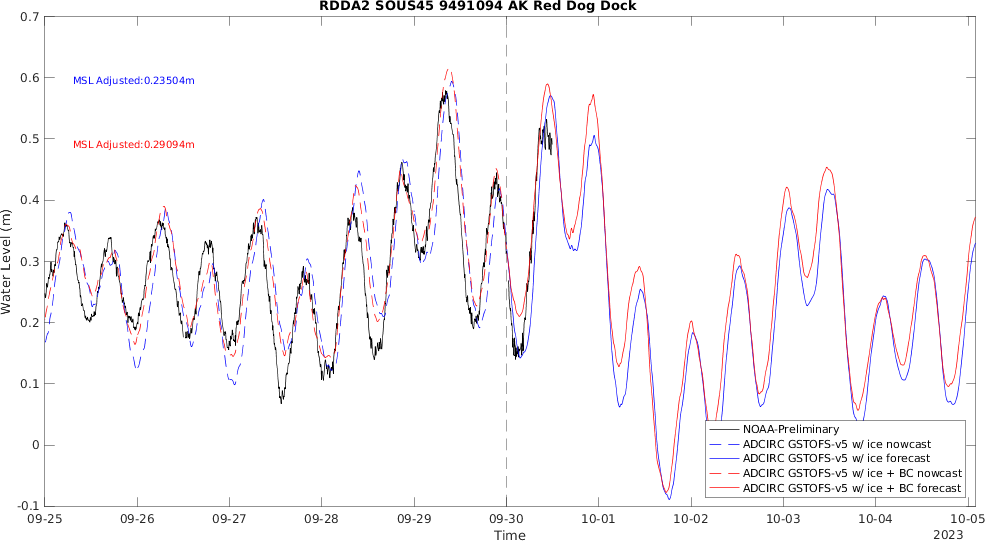 RDDA2 SOUS45 9491094 AK Red Dog Dock
0.7
0.6
0.5
0.4
0.3
0.2
0.1
0
-0.1
Water Level (m)
MSL Adjusted:0.23504m
MSL Adjusted:0.29094m
NOAA-Preliminary
ADCIRC GSTOFS-v5 w/ ice nowcast
ADCIRC GSTOFS-v5 w/ ice forecast
ADCIRC GSTOFS-v5 w/ ice + BC nowcast
ADCIRC GSTOFS-v5 w/ ice + BC forecast
09-25 09-26 09-27 09-28 09-29 09-30 10-01 10-02 10-03 10-04 10-05
Time
2023